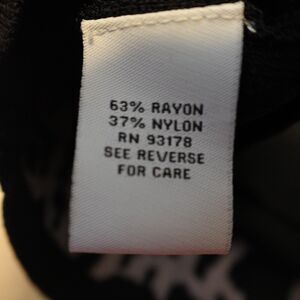 63% RAYON
37% NYLON
RN 93178
SEE REVERSE
FOR CARE